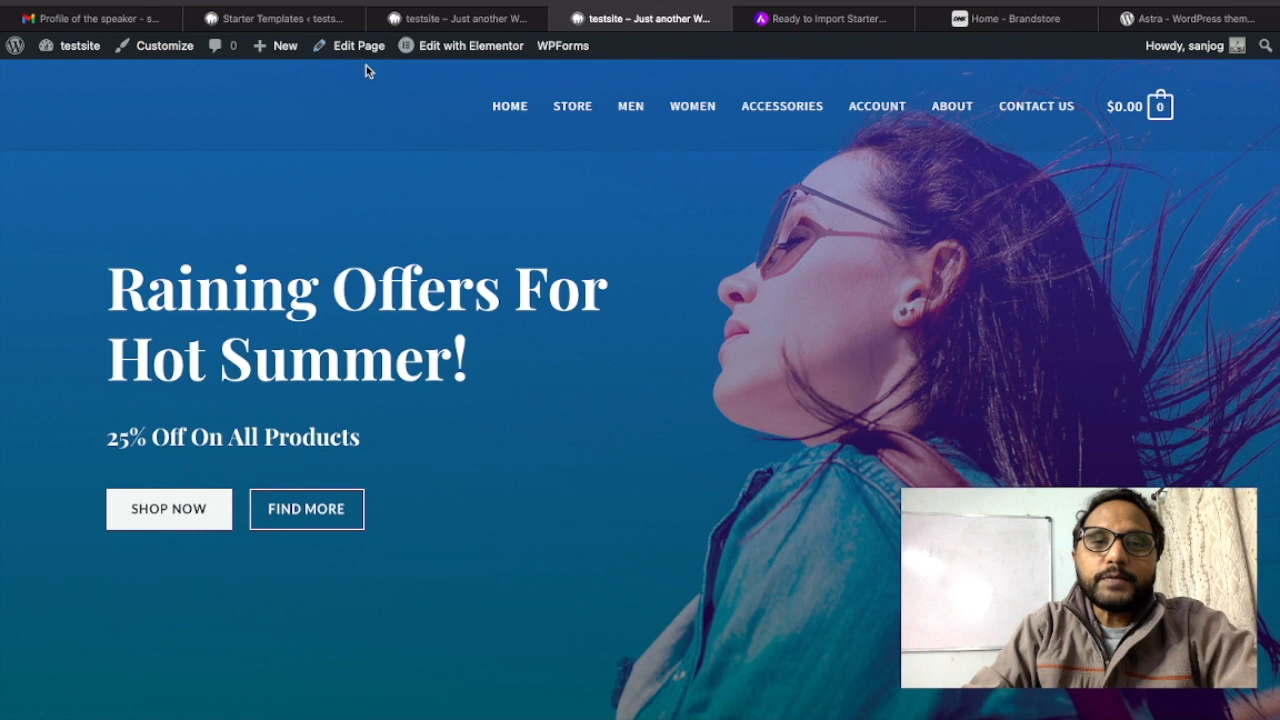 Profile of the speaker - s...
Starter Templates ‹ tests...
testsite – Just another W...
testsite – Just another W...
Ready to Import Starter...
DNK Home - Brandstore
Astra - WordPress them...
testsite Customize 0 New Edit Page Edit with Elementor WPForms Howdy, sanjog
HOME STORE MEN WOMEN ACCESSORIES ACCOUNT ABOUT CONTACT US $0.00 0
Raining Offers For
Hot Summer!
25% Off On All Products
SHOP NOW FIND MORE